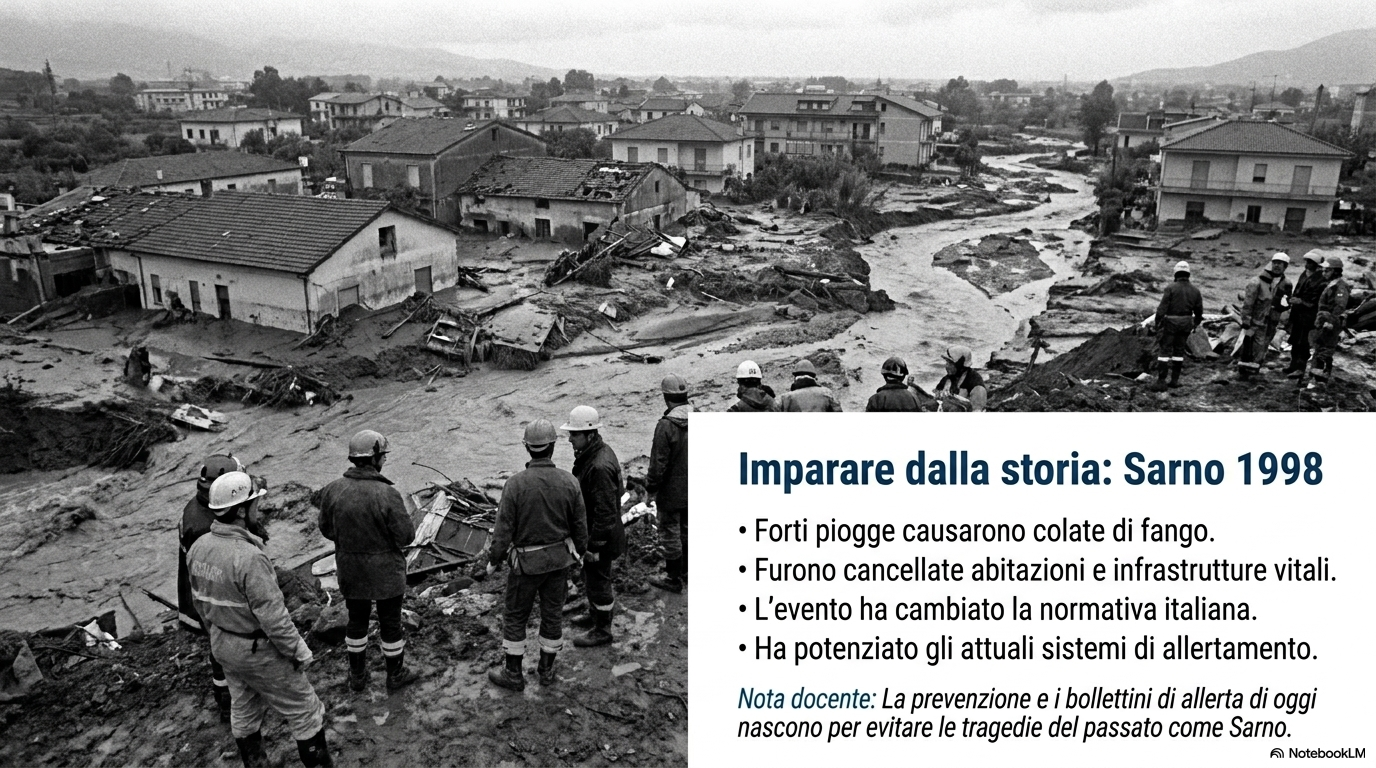 Imparare dalla storia: Sarno 1998
• Forti piogge causarono colate di fango.
• Furono cancellate abitazioni e infrastrutture vitali.
• L'evento ha cambiato la normativa italiana.
• Ha potenziato gli attuali sistemi di allertamento.
Nota docente: La prevenzione e i bollettini di allerta di oggi
nascono per evitare le tragedie del passato come Sarno.
NotebookLM